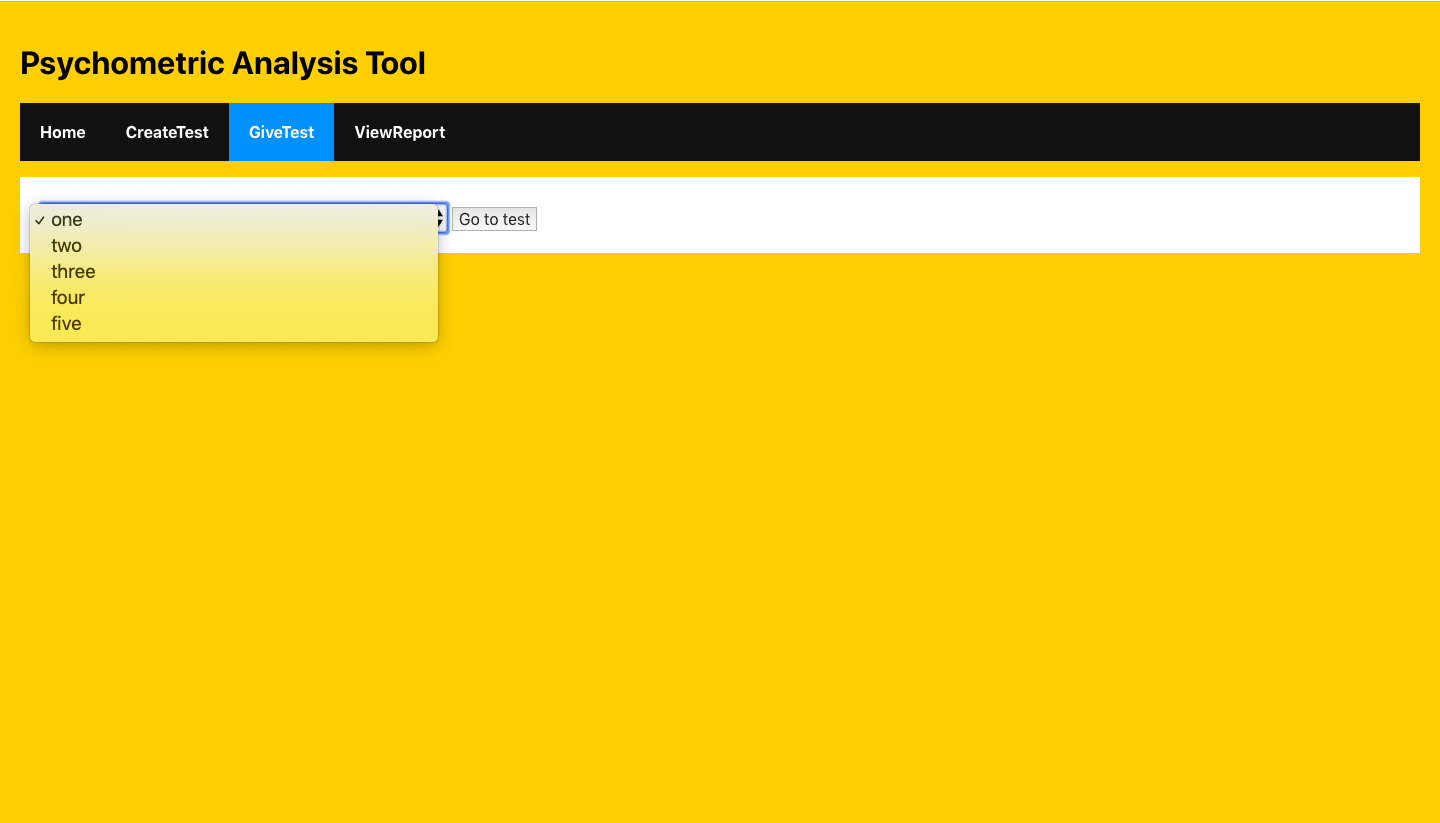 Psychometric Analysis Tool
Home CreateTest GiveTest ViewReport
✓ one Go to test
two
three
four
five